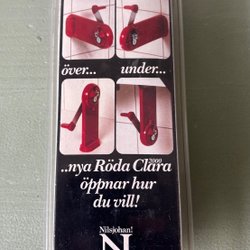 över... under...
..nya Röda Clara 2000
öppnar hur
du vill!
Nilsjohan!
N